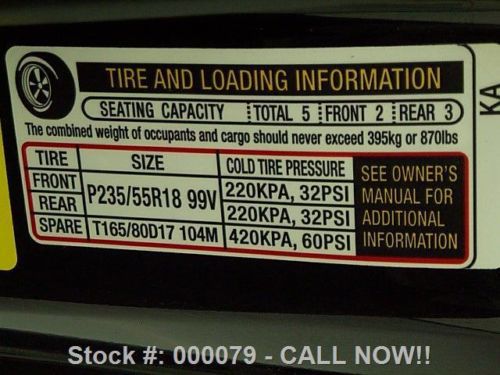 TIRE AND LOADING INFORMATION
SEATING CAPACITY TOTAL 5 FRONT 2 REAR 3
The combined weight of occupants and cargo should never exceed 395kg or 870lbs
TIRE SIZE COLD TIRE PRESSURE
FRONT P235/55R18 99V 220KPA, 32PSI
REAR 220KPA, 32PSI
SPARE T165/80D17 104M 420KPA, 60PSI
SEE OWNER'S
MANUAL FOR
ADDITIONAL
INFORMATION
KA
Stock #: 000079 - CALL NOW!!